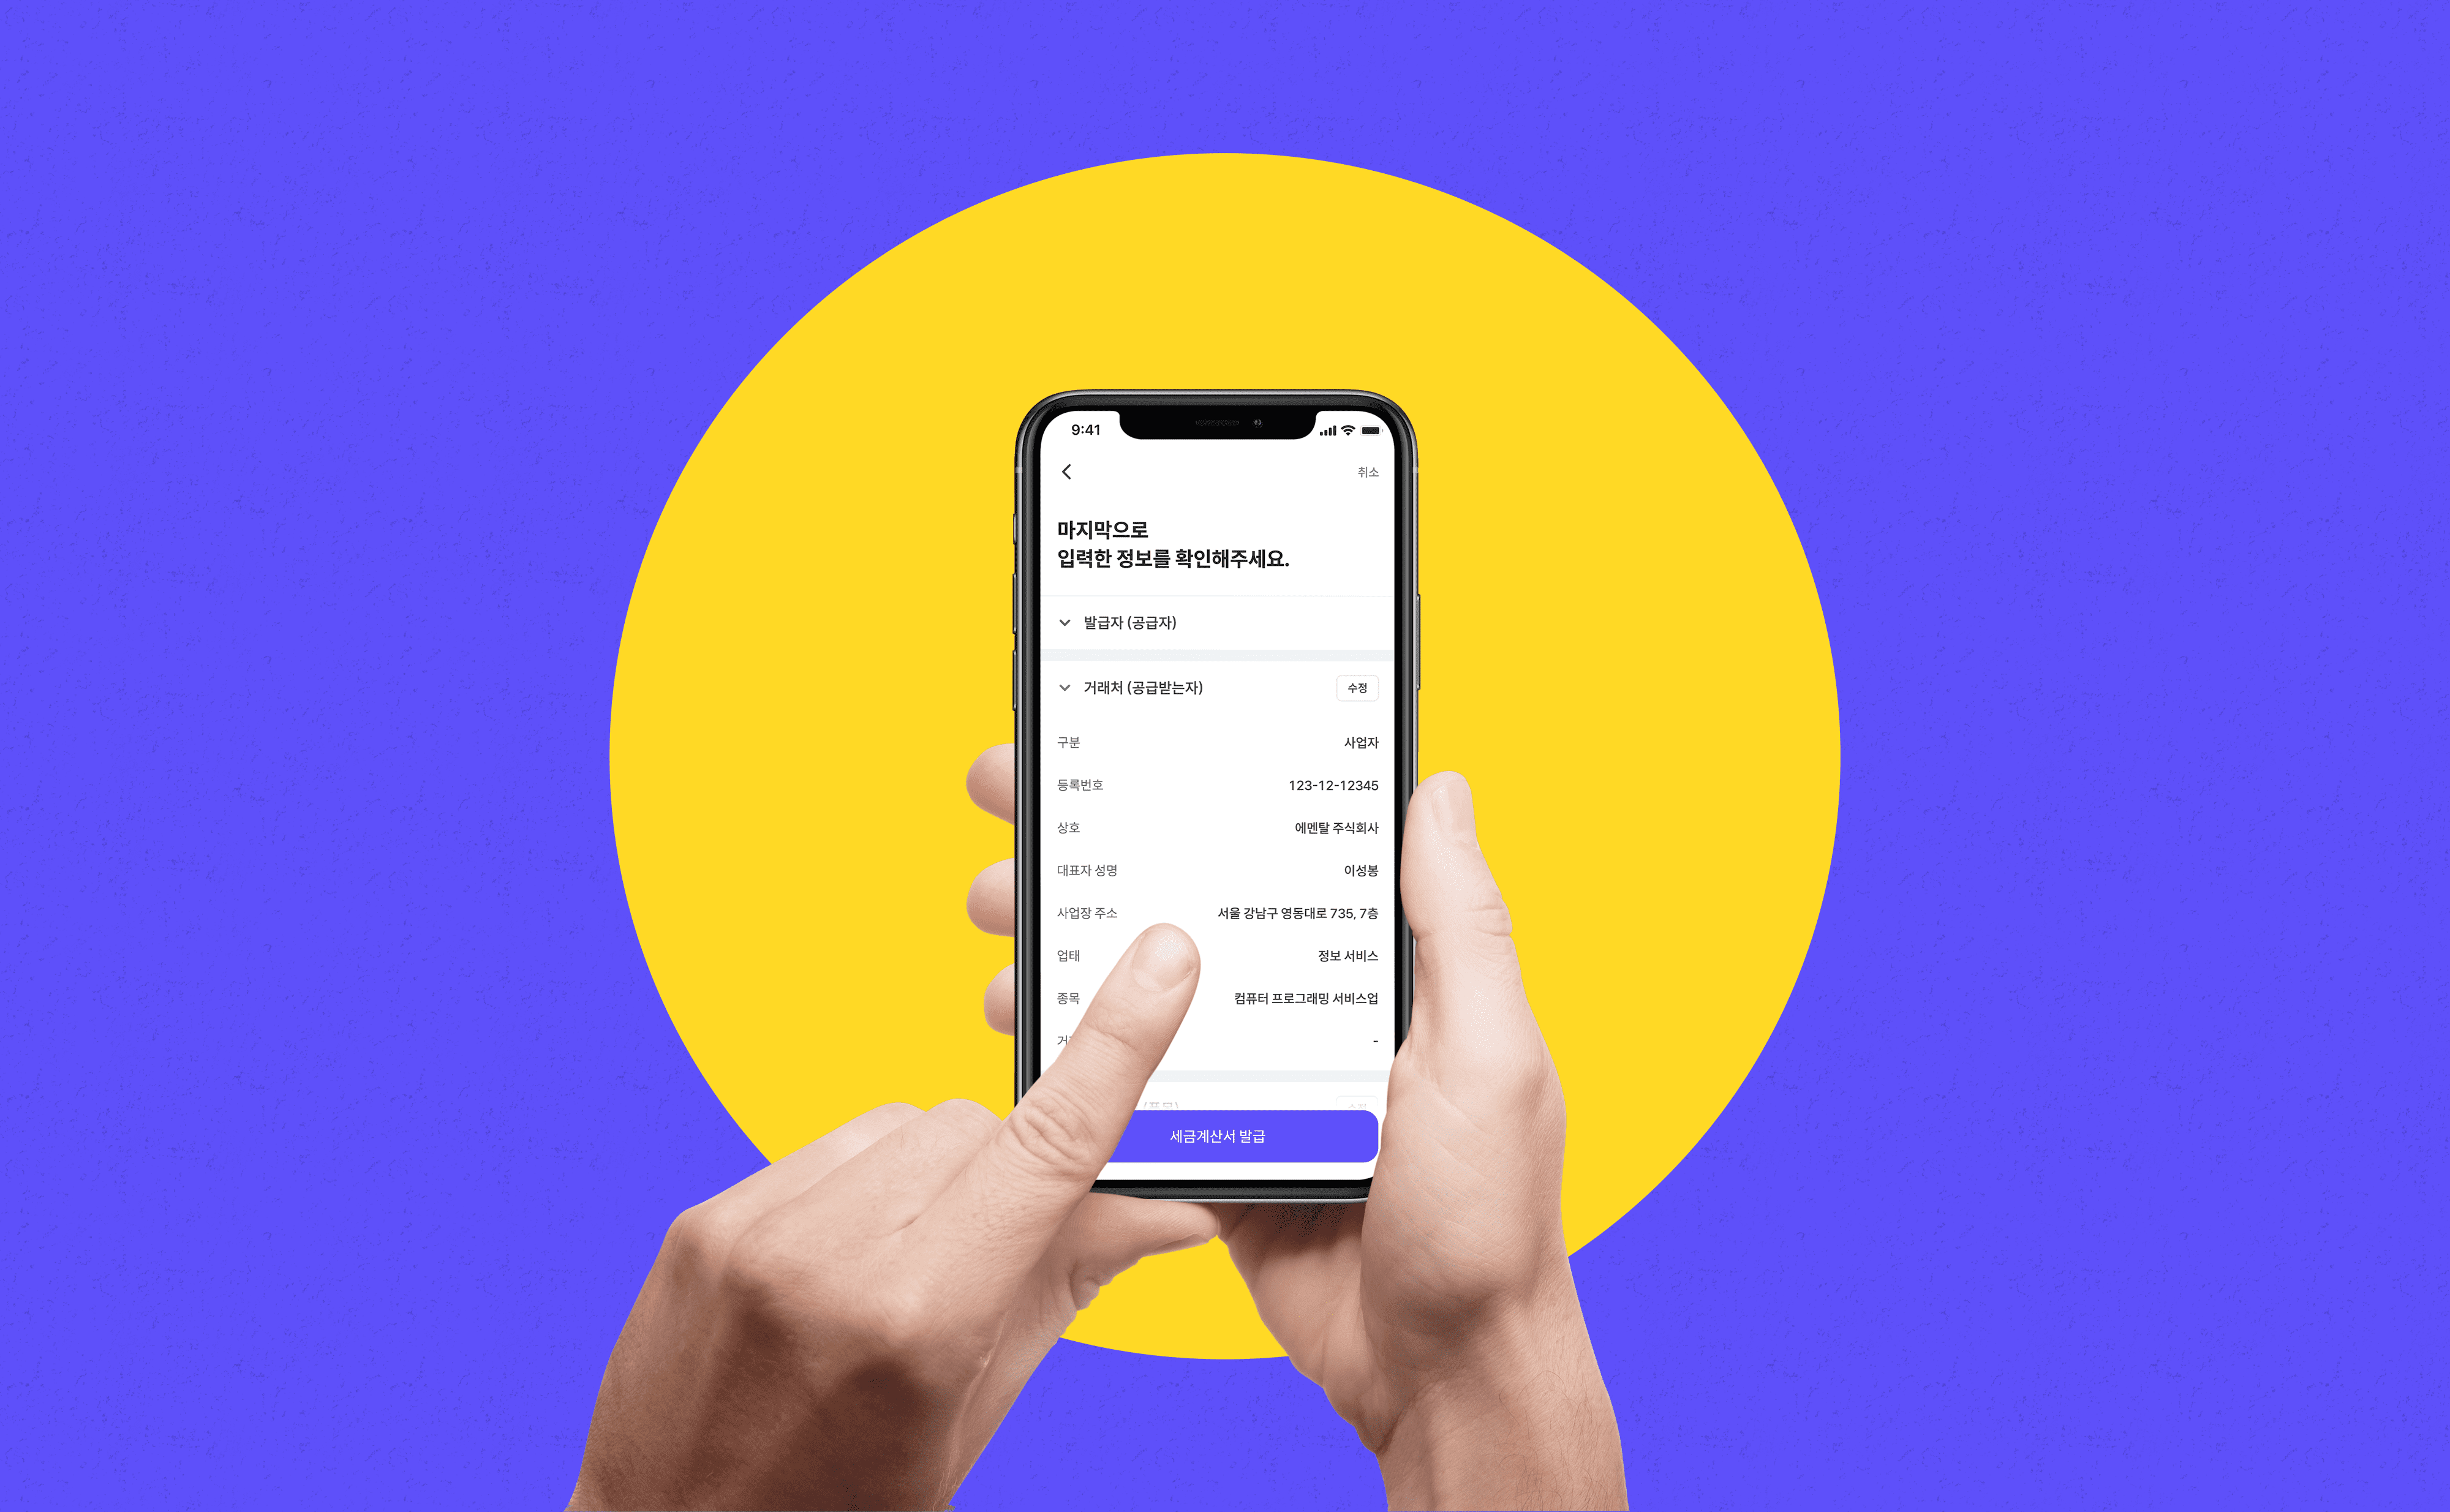 9:41
취소
마지막으로
입력한 정보를 확인해주세요.
발급자 (공급자)
거래처 (공급받는자) 수정
구분 사업자
등록번호 123-12-12345
상호 에멘탈 주식회사
대표자 성명 이성봉
사업장 주소 서울 강남구 영동대로 735, 7층
업태 정보 서비스
종목 컴퓨터 프로그래밍 서비스업
-
세금계산서 발급